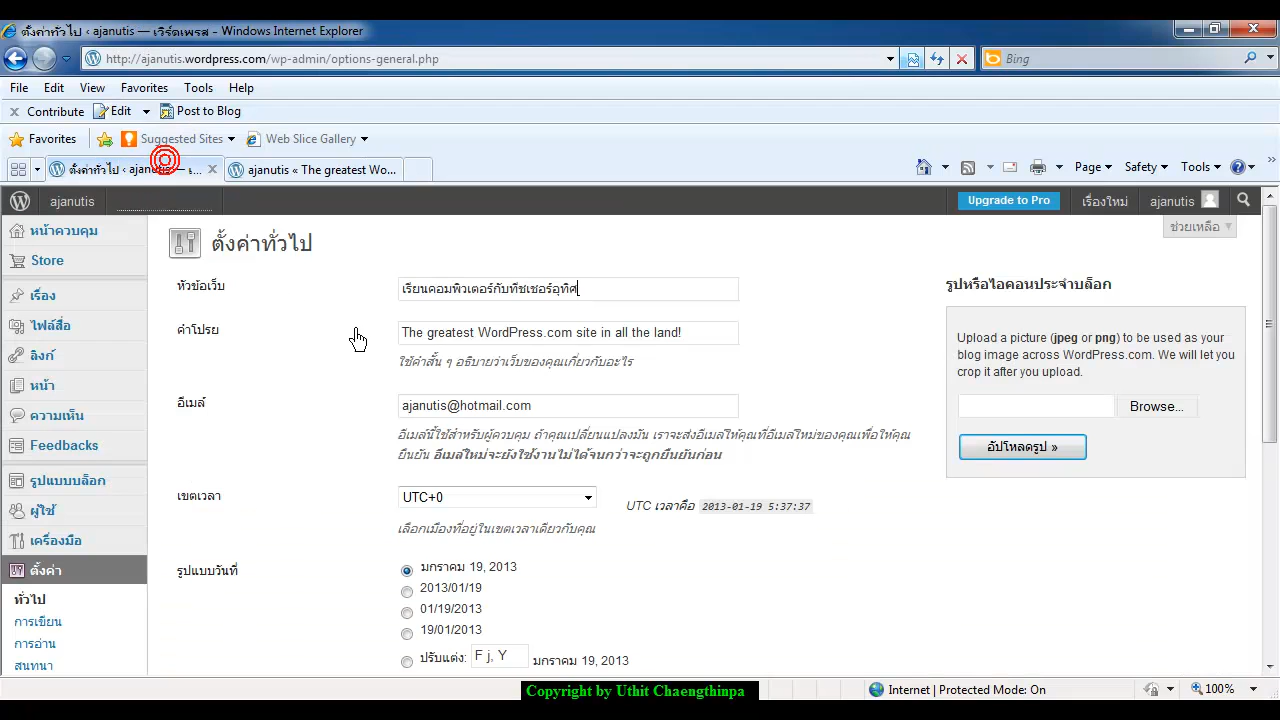 ตั้งค่าทั่วไป ‹ ajanutis — เวิร์ดเพรส - Windows Internet Explorer
http://ajanutis.wordpress.com/wp-admin/options-general.php
Bing
File Edit View Favorites Tools Help
Contribute Edit Post to Blog
Favorites Suggested Sites Web Slice Gallery
ตั้งค่าทั่วไป ‹ ajanutis — เ... ajanutis « The greatest Wo... Page Safety Tools
ajanutis Upgrade to Pro เรื่องใหม่ ajanutis
ช่วยเหลือ
หน้าควบคุม
Store
เรื่อง
ไฟล์สื่อ
ลิงก์
หน้า
ความเห็น
Feedbacks
รูปแบบบล็อก
ผู้ใช้
เครื่องมือ
ตั้งค่า
ทั่วไป
การเขียน
การอ่าน
สนทนา
ตั้งค่าทั่วไป
หัวข้อเว็บ เรียนคอมพิวเตอร์กับทีชเชอร์อุทิศ
คำโปรย The greatest WordPress.com site in all the land!
ใช้คำสั้น ๆ อธิบายว่าเว็บของคุณเกี่ยวกับอะไร
อีเมล์ ajanutis@hotmail.com
อีเมล์นี้ใช้สำหรับผู้ควบคุม ถ้าคุณเปลี่ยนแปลงมัน เราจะส่งอีเมลให้คุณที่อีเมลใหม่ของคุณเพื่อให้คุณ
ยืนยัน อีเมลใหม่จะยังใช้งานไม่ได้จนกว่าจะถูกยืนยันก่อน
เขตเวลา UTC+0 UTC เวลาคือ 2013-01-19 5:37:37
เลือกเมืองที่อยู่ในเขตเวลาเดียวกับคุณ
รูปแบบวันที่ มกราคม 19, 2013
2013/01/19
01/19/2013
19/01/2013
ปรับแต่ง: F j, Y มกราคม 19, 2013
รูปหรือไอคอนประจำบล็อก
Upload a picture (jpeg or png) to be used as your
blog image across WordPress.com. We will let you
crop it after you upload.
Browse...
อัปโหลดรูป »
Copyright by Uthit Chaengthinpa
Internet | Protected Mode: On 100%